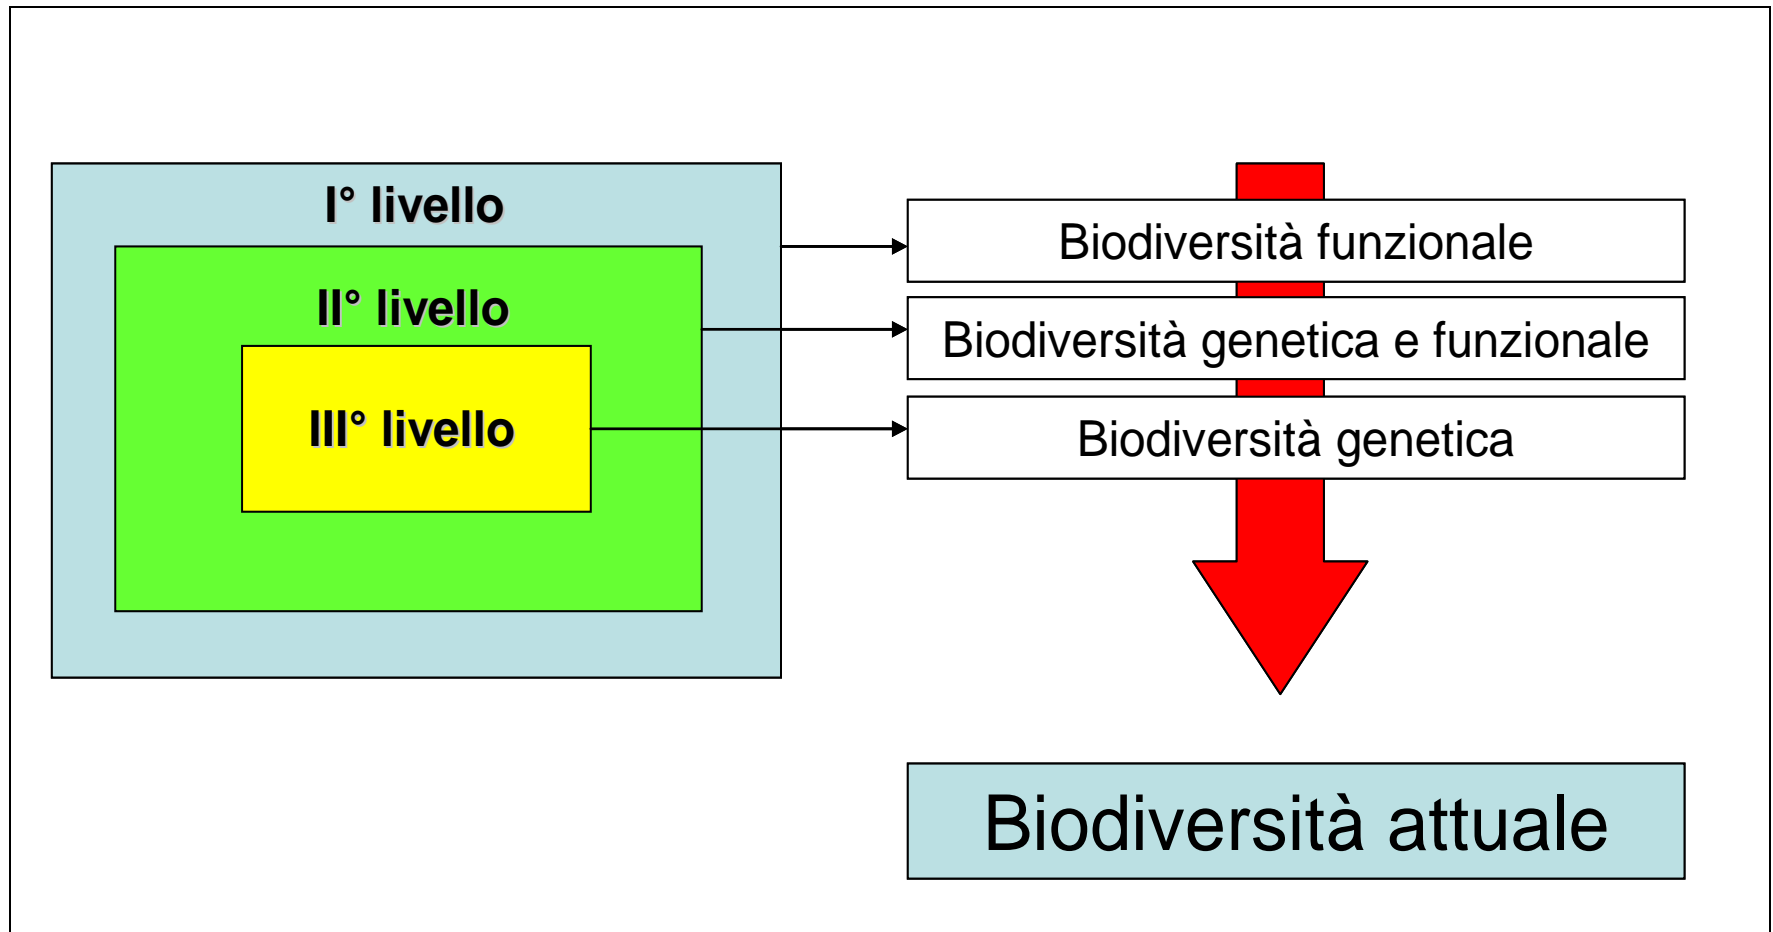 I° livello
II° livello
III° livello
Biodiversità funzionale
Biodiversità genetica e funzionale
Biodiversità genetica
Biodiversità attuale